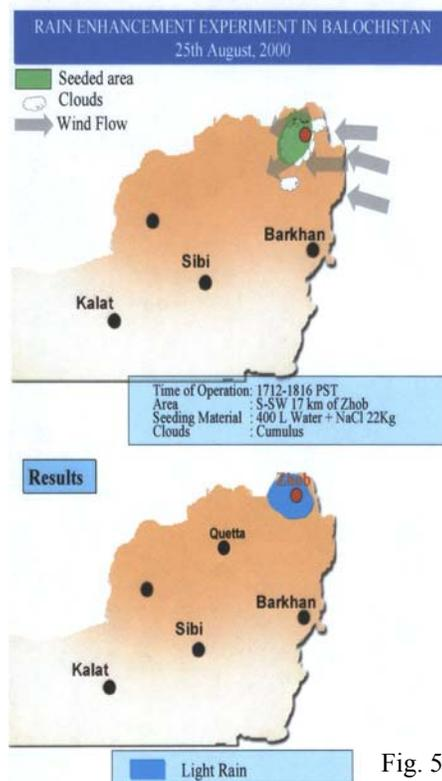 RAIN ENHANCEMENT EXPERIMENT IN BALOCHISTAN
25th August, 2000
Seeded area
Clouds
Wind Flow
Barkhan
Sibi
Kalat
Time of Operation: 1712-1816 PST
Area : S-SW 17 km of Zhob
Seeding Material : 400 L Water + NaCl 22Kg
Clouds : Cumulus
Results
Zhob
Quetta
Barkhan
Sibi
Kalat
Light Rain
Fig. 5